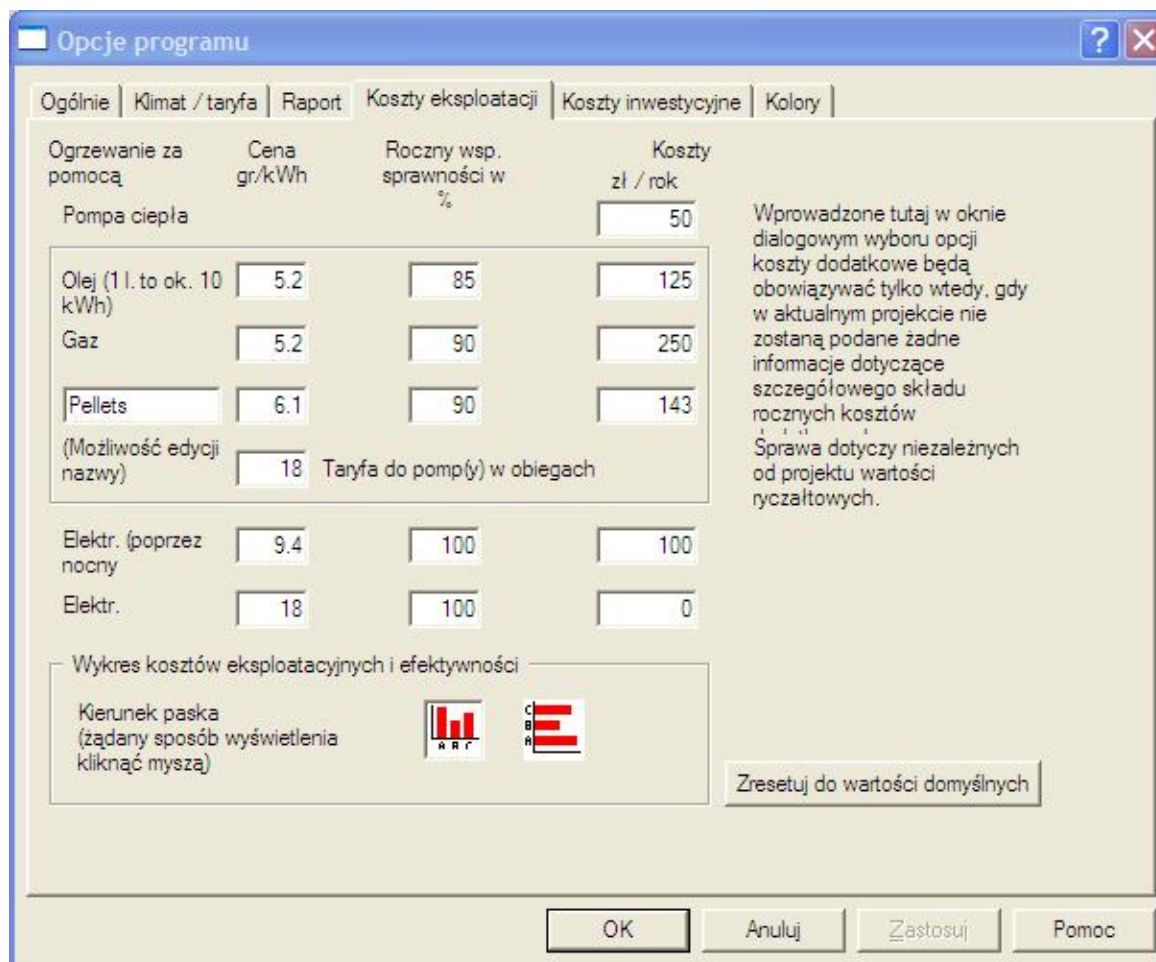 Opcje programu
Ogólnie Klimat / taryfa Raport Koszty eksploatacji Koszty inwestycyjne Kolory
Ogrzewanie za pomocą
Cena gr/kWh
Roczny wsp. sprawności w %
Koszty zł / rok
Pompa ciepła 50
Olej (1 l. to ok. 10 kWh) 5.2 85 125
Gaz 5.2 90 250
Pellets 6.1 90 143
(Możliwość edycji nazwy) 18 Taryfa do pomp(y) w obiegach
Elektr. (poprzez nocny 9.4 100 100
Elektr. 18 100 0
Wprowadzone tutaj w oknie
dialogowym wyboru opcji
koszty dodatkowe będą
obowiązywać tylko wtedy, gdy
w aktualnym projekcie nie
zostaną podane żadne
informacje dotyczące
szczegółowego składu
rocznych kosztów
Sprawa dotyczy niezależnych
od projektu wartości
ryczałtowych.
Wykres kosztów eksploatacyjnych i efektywności
Kierunek paska
(żądany sposób wyświetlenia
kliknąć myszą)
A B C
C
B
A
Zresetuj do wartości domyślnych
OK Anuluj Zastosuj Pomoc